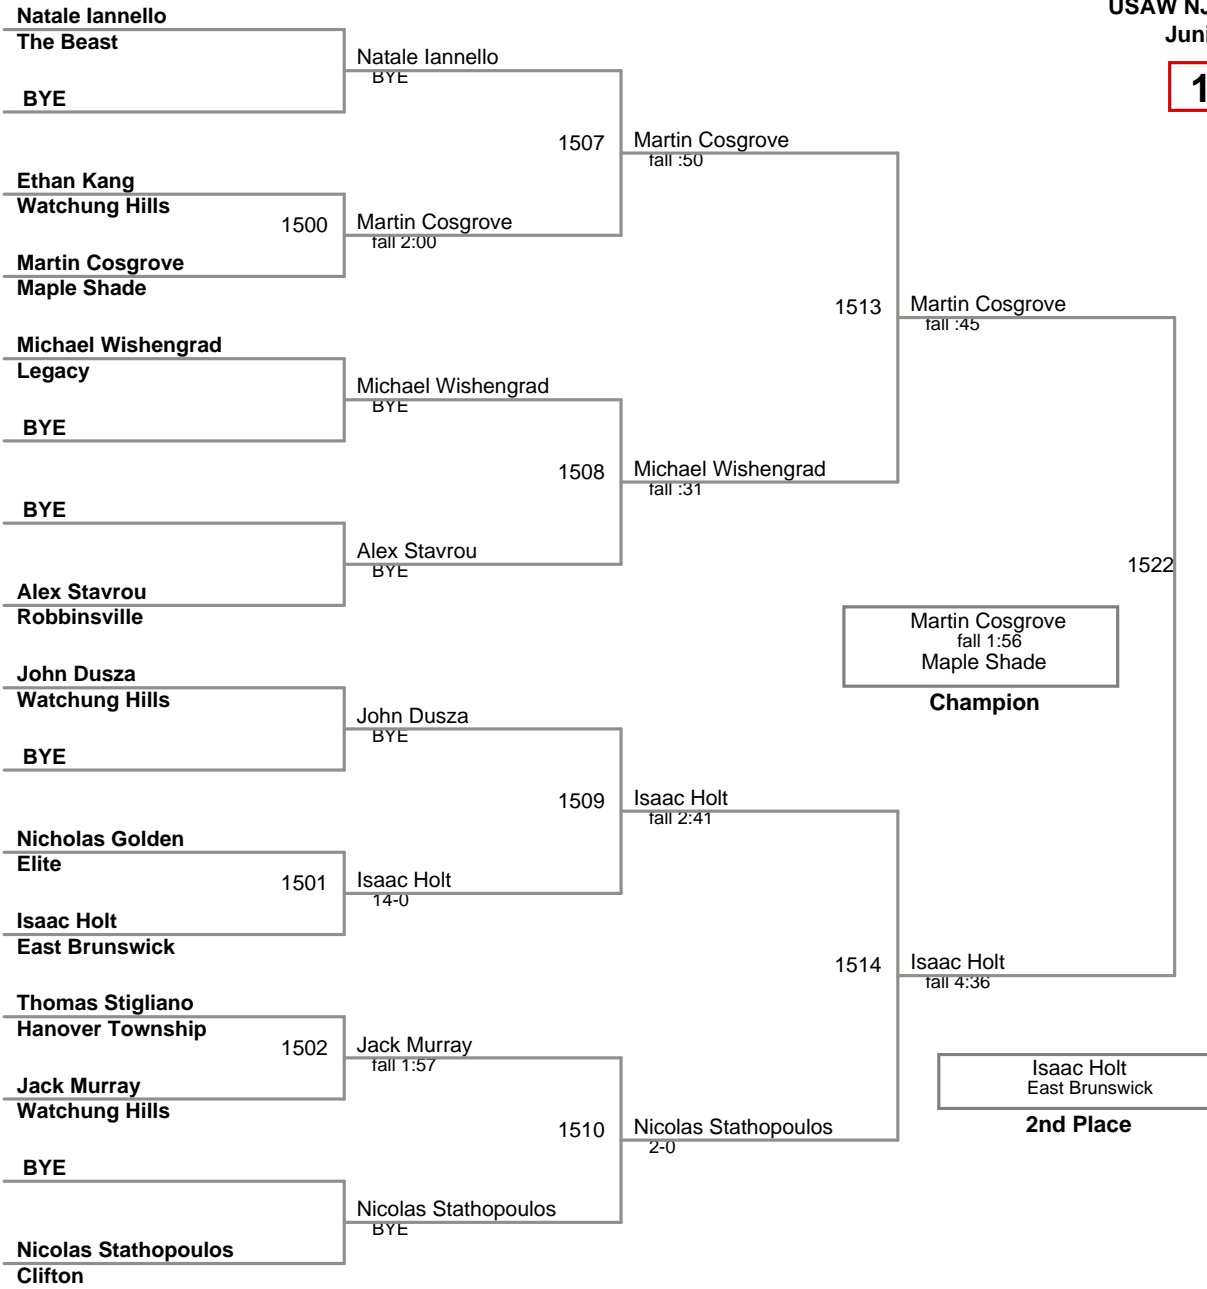 Natale Iannello
The Beast
BYE
Ethan Kang
Watchung Hills
Martin Cosgrove
Maple Shade
Michael Wishengrad
Legacy
BYE
BYE
Alex Stavrou
Robbinsville
John Dusza
Watchung Hills
BYE
Nicholas Golden
Elite
Isaac Holt
East Brunswick
Thomas Stigliano
Hanover Township
Jack Murray
Watchung Hills
BYE
Nicolas Stathopoulos
Clifton
1500
1501
1502
Natale Iannello
BYE
Martin Cosgrove
fall 2:00
Michael Wishengrad
BYE
Alex Stavrou
BYE
John Dusza
BYE
Isaac Holt
14-0
Jack Murray
fall 1:57
Nicolas Stathopoulos
BYE
1507
1508
1509
1510
Martin Cosgrove
fall :50
Michael Wishengrad
fall :31
Isaac Holt
fall 2:41
Nicolas Stathopoulos
2-0
1513
1514
Martin Cosgrove
fall :45
Isaac Holt
fall 4:36
1522
Martin Cosgrove
fall 1:56
Maple Shade
Champion
Isaac Holt
East Brunswick
2nd Place
USAW NJ
Juni
1